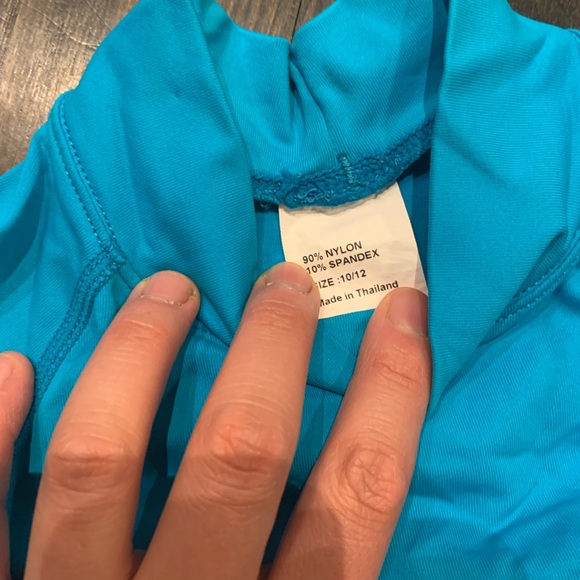 90% NYLON
10% SPANDEX
SIZE :10/12
Made in Thailand